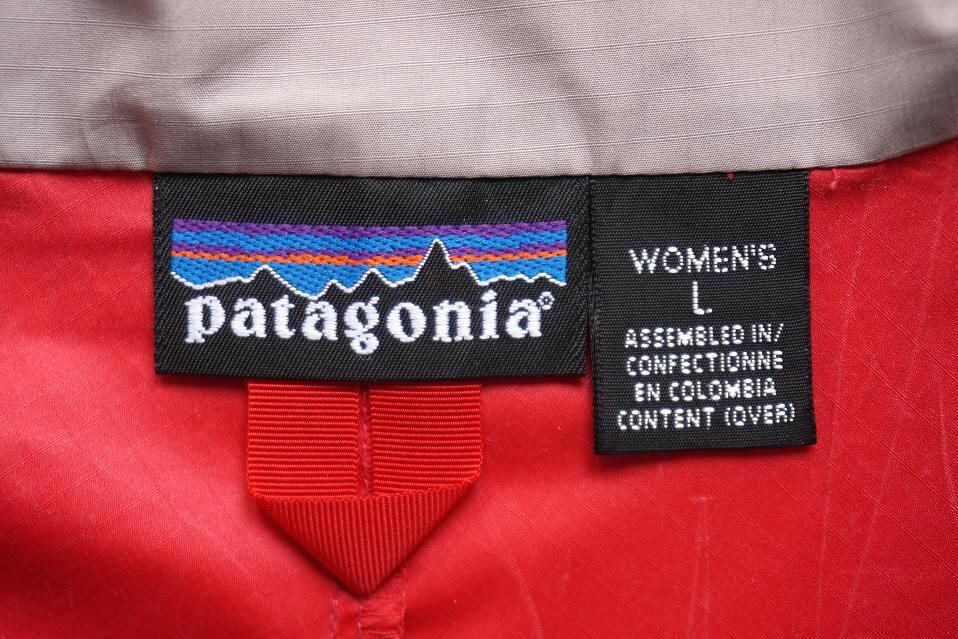 patagonia®
WOMEN'S
L
ASSEMBLED IN/
CONFECTIONNE
EN COLOMBIA
CONTENT (OVER)